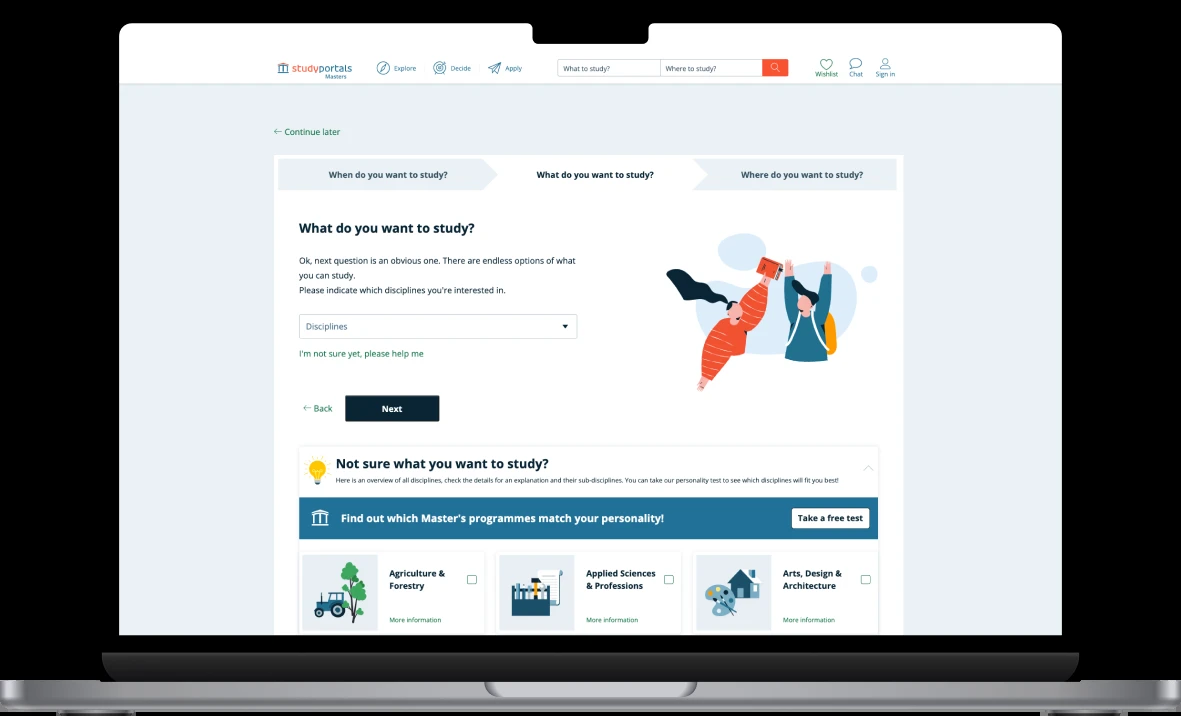 studyportals
Masters
Explore
Decide
Apply
What to study?
Where to study?
Wishlist
Chat
Sign in
← Continue later
When do you want to study?
What do you want to study?
Where do you want to study?
What do you want to study?
Ok, next question is an obvious one. There are endless options of what
you can study.
Please indicate which disciplines you're interested in.
Disciplines
I'm not sure yet, please help me
← Back
Next
Not sure what you want to study?
Here is an overview of all disciplines, check the details for an explanation and their sub-disciplines. You can take our personality test to see which disciplines will fit you best!
Find out which Master's programmes match your personality!
Take a free test
Agriculture &
Forestry
More information
Applied Sciences
& Professions
More information
Arts, Design &
Architecture
More information